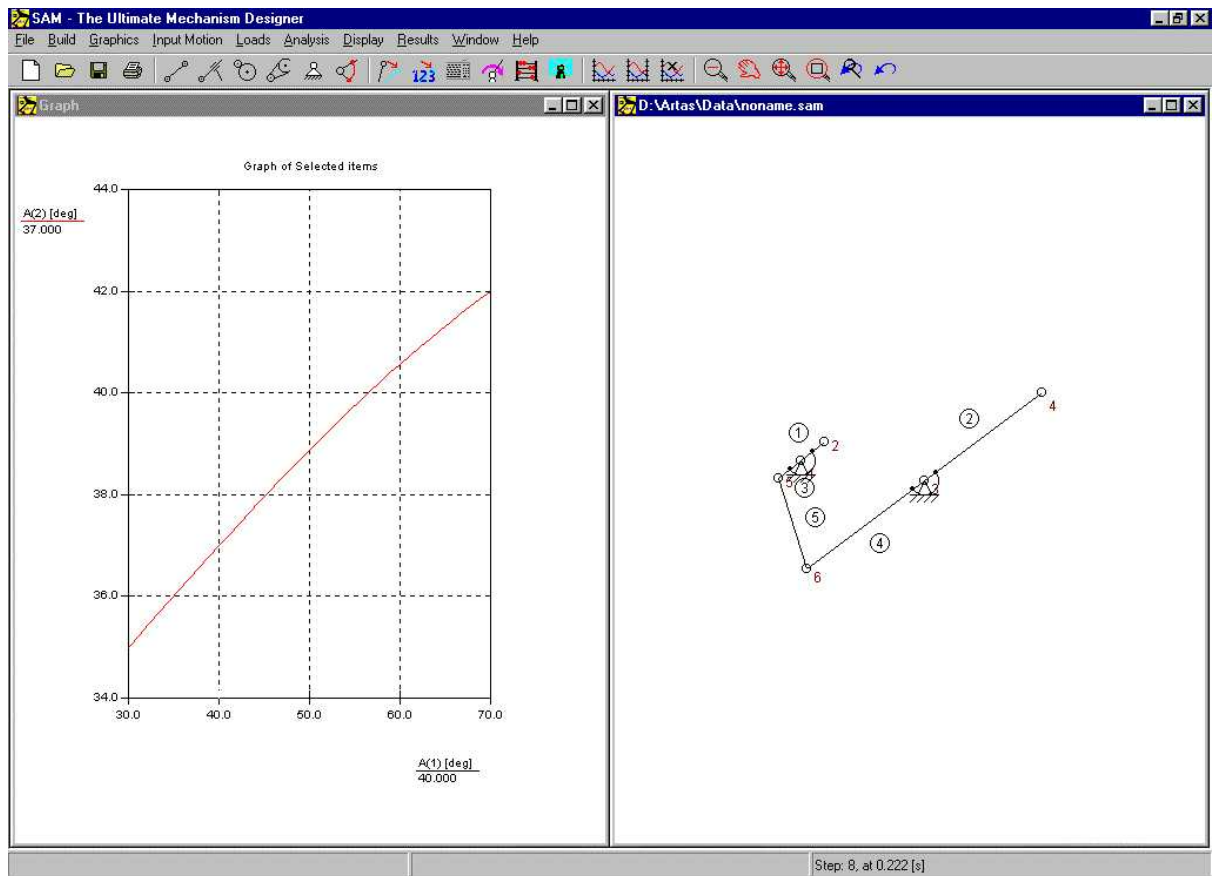 SAM - The Ultimate Mechanism Designer
File Build Graphics Input Motion Loads Analysis Display Results Window Help
123
Graph
Graph of Selected items
A(2) [deg]
37.000
44.0
42.0
40.0
38.0
36.0
34.0
30.0 40.0 50.0 60.0 70.0
A(1) [deg]
40.000
D:\Artas\Data\noname.sam
4
2
1
2
5
3
3
5
4
6
Step: 8, at 0.222 [s]